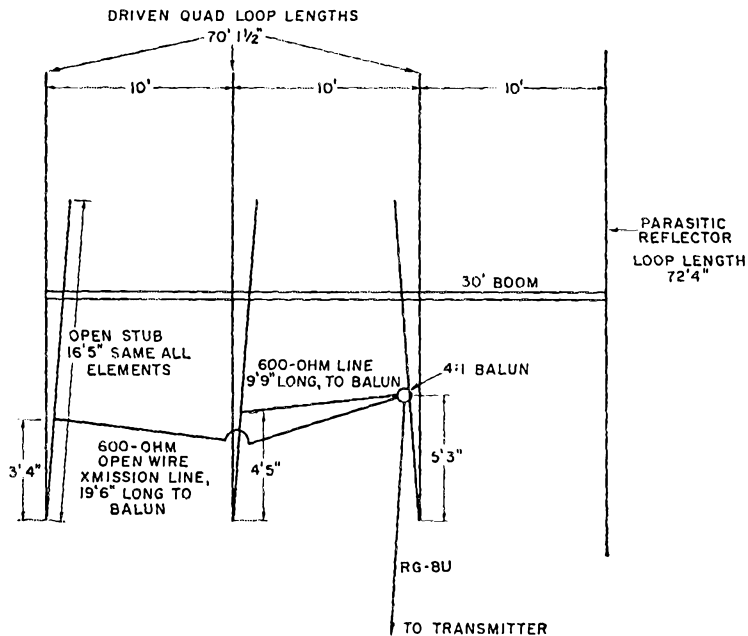 DRIVEN QUAD LOOP LENGTHS
70' 1½"
10'
10'
10'
PARASITIC
REFLECTOR
LOOP LENGTH
72'4"
30' BOOM
OPEN STUB
16'5" SAME ALL
ELEMENTS
600-OHM LINE
9'9" LONG, TO BALUN
4:1 BALUN
3'4"
600-OHM
OPEN WIRE
XMISSION LINE,
19'6" LONG TO
BALUN
4'5"
5'3"
RG-8U
TO TRANSMITTER